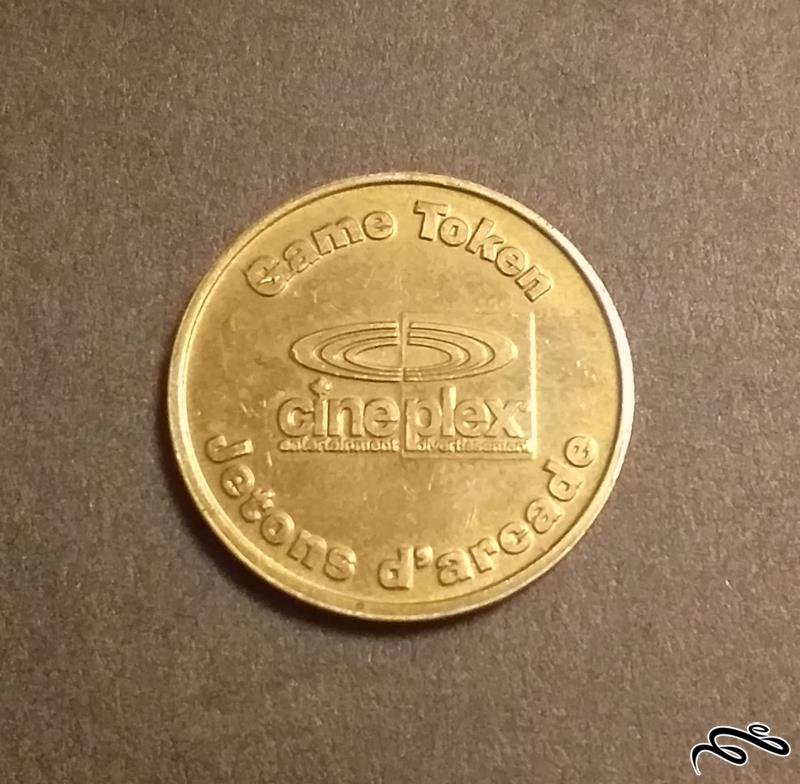 Game Token
cineplex
entertainment divertissement
Jetons d'arcade